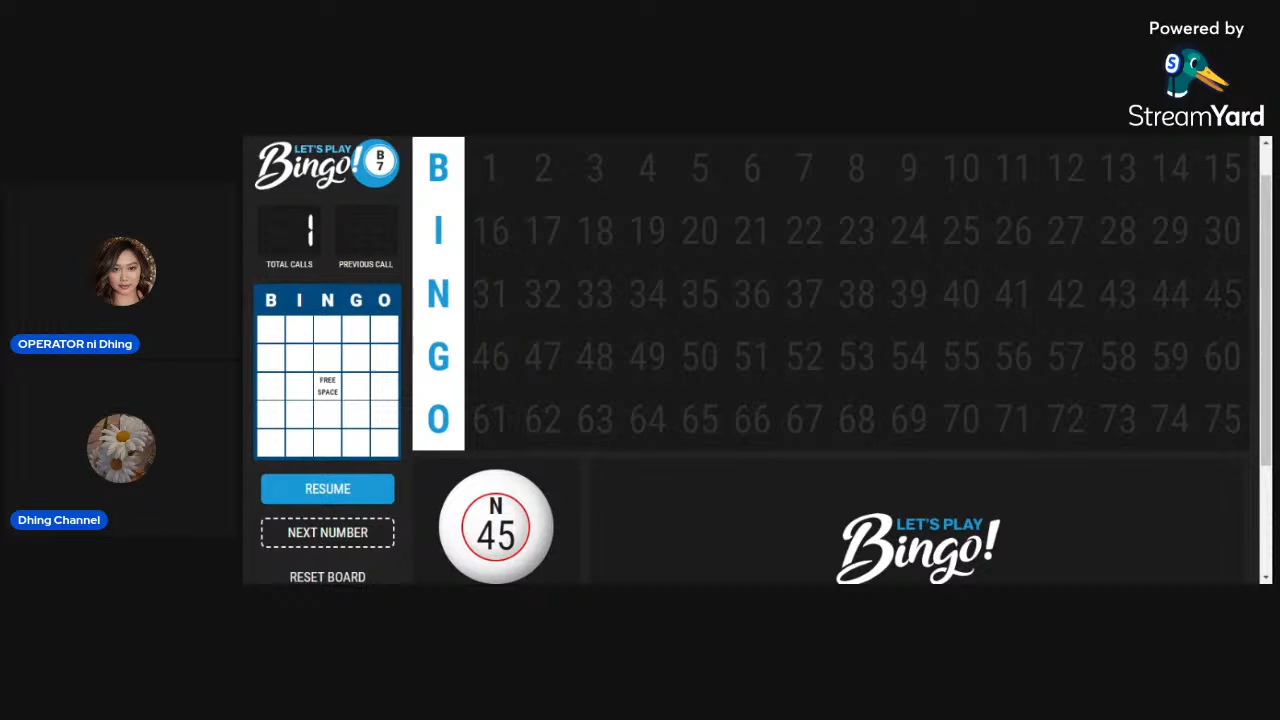 Powered by
S
StreamYard
LET'S PLAY
Bingo!
B
7
1
TOTAL CALLS
PREVIOUS CALL
B I N G O
FREE
SPACE
RESUME
NEXT NUMBER
RESET BOARD
B 1 2 3 4 5 6 7 8 9 10 11 12 13 14 15
I 16 17 18 19 20 21 22 23 24 25 26 27 28 29 30
N 31 32 33 34 35 36 37 38 39 40 41 42 43 44 45
G 46 47 48 49 50 51 52 53 54 55 56 57 58 59 60
O 61 62 63 64 65 66 67 68 69 70 71 72 73 74 75
N
45
LET'S PLAY
Bingo!
OPERATOR ni Dhing
Dhing Channel